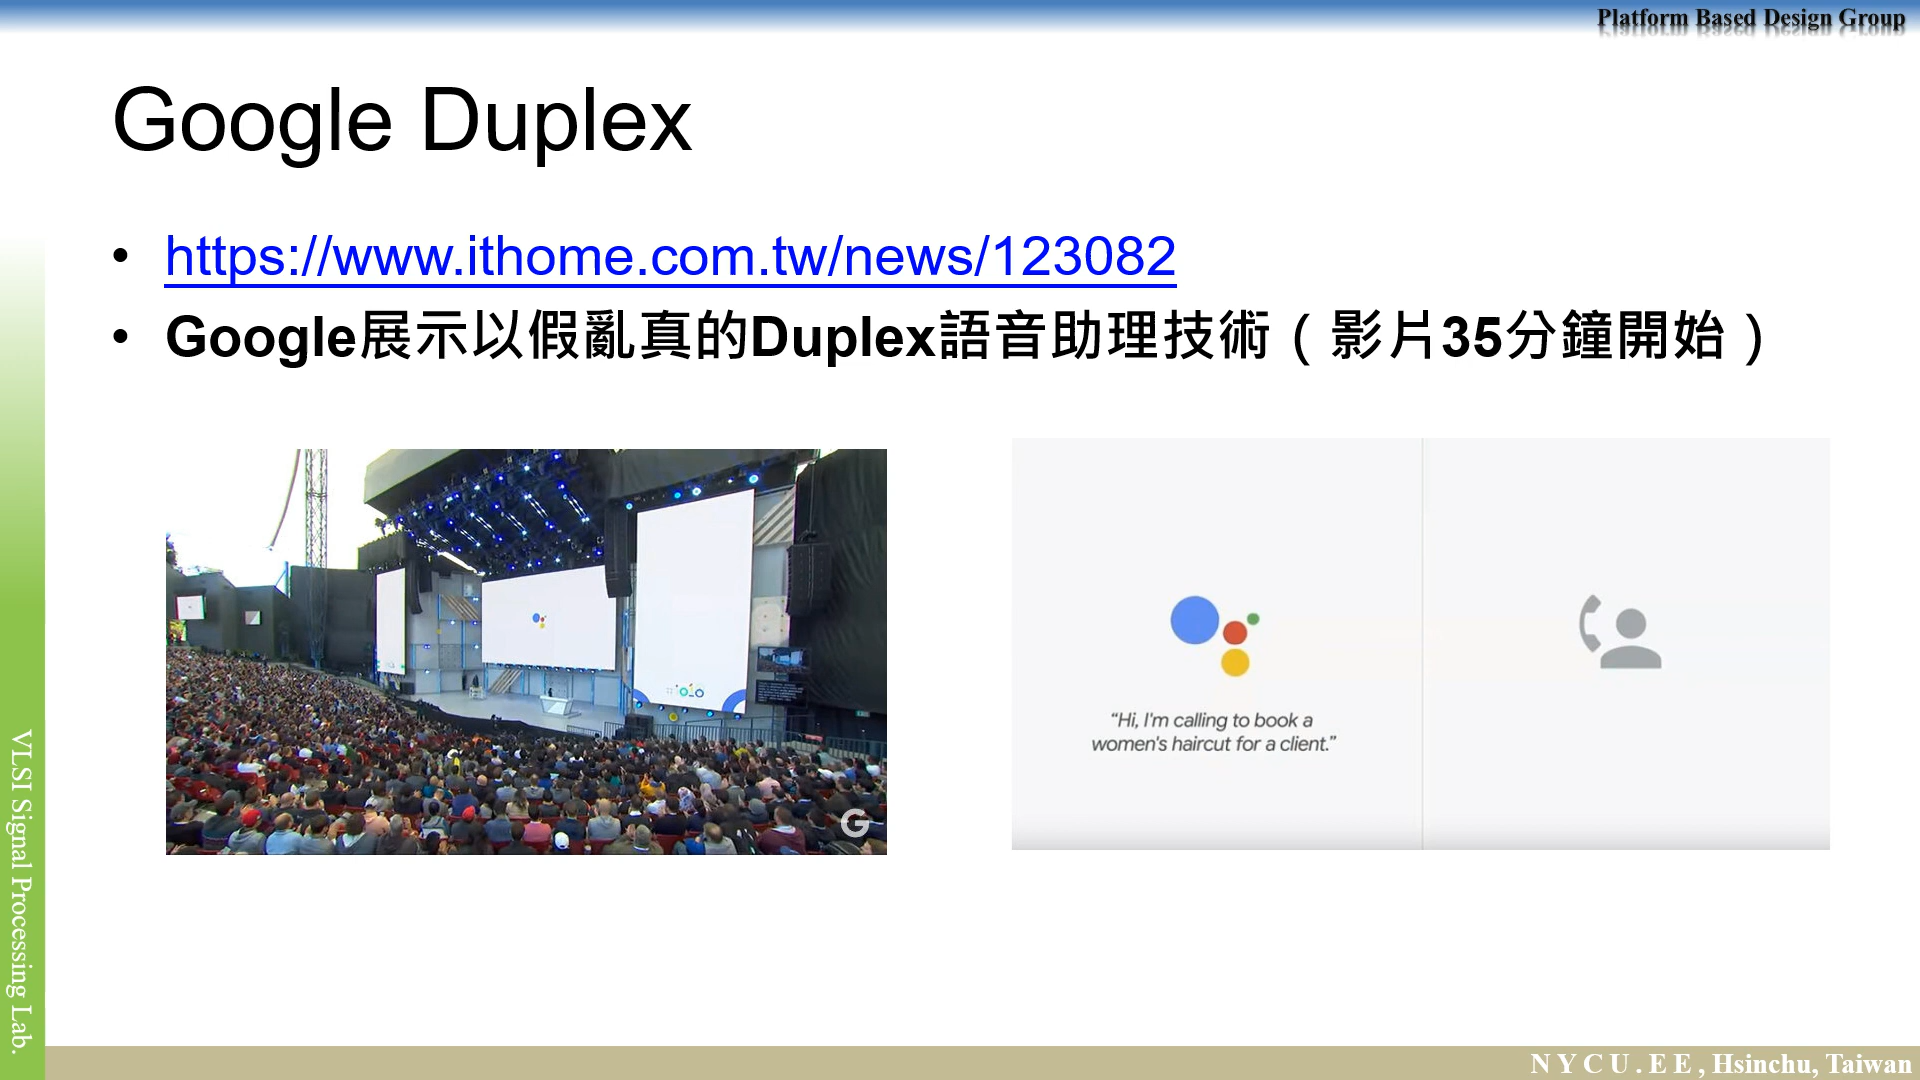 Platform Based Design Group
Google Duplex
• https://www.ithome.com.tw/news/123082
• Google展示以假亂真的Duplex語音助理技術（影片35分鐘開始）
#io18
G
“Hi, I'm calling to book a
women's haircut for a client.”
VLSI Signal Processing Lab.
N Y C U . E E , Hsinchu, Taiwan